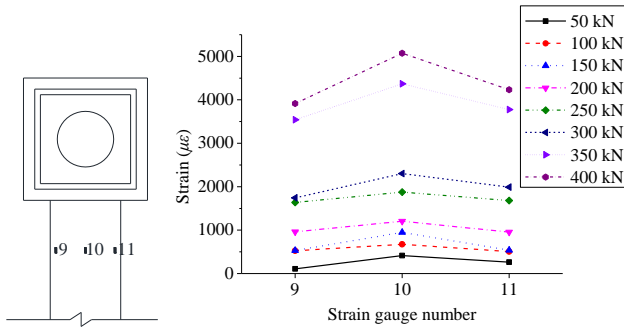 9 10 11
Strain (με)
5000
4000
3000
2000
1000
0
9 10 11
Strain gauge number
50 kN
100 kN
150 kN
200 kN
250 kN
300 kN
350 kN
400 kN